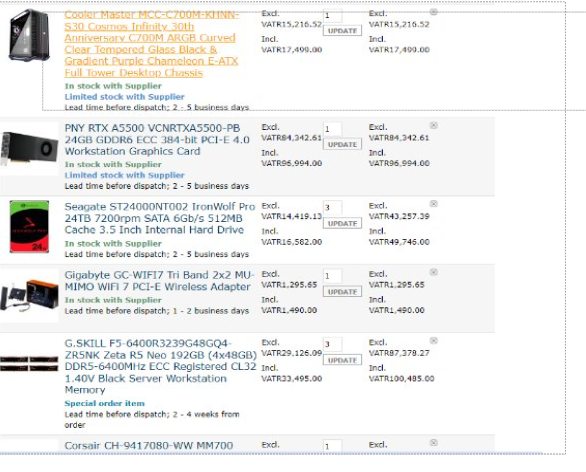 Cooler Master MCC-C700M-KHNN-
S30 Cosmos Infinity 30th
Anniversary C700M ARGB Curved
Clear Tempered Glass Black &
Gradient Purple Chameleon E-ATX
Full Tower Desktop Chassis
In stock with Supplier
Limited stock with Supplier
Lead time before dispatch; 2 - 5 business days
Excl.
VATR15,216.52
Incl.
VATR17,499.00
1
UPDATE
Excl.
VATR15,216.52
Incl.
VATR17,499.00
PNY RTX A5500 VCNRTXA5500-PB
24GB GDDR6 ECC 384-bit PCI-E 4.0
Workstation Graphics Card
In stock with Supplier
Limited stock with Supplier
Lead time before dispatch; 2 - 5 business days
Excl.
VATR84,342.61
Incl.
VATR96,994.00
1
UPDATE
Excl.
VATR84,342.61
Incl.
VATR96,994.00
Seagate ST24000NT002 IronWolf Pro
24TB 7200rpm SATA 6Gb/s 512MB
Cache 3.5 Inch Internal Hard Drive
In stock with Supplier
Lead time before dispatch; 2 - 5 business days
Excl.
VATR14,419.13
Incl.
VATR16,582.00
3
UPDATE
Excl.
VATR43,257.39
Incl.
VATR49,746.00
Gigabyte GC-WIFI7 Tri Band 2x2 MU-
MIMO WiFi 7 PCI-E Wireless Adapter
In stock with Supplier
Lead time before dispatch; 1 - 2 business days
Excl.
VATR1,295.65
Incl.
VATR1,490.00
1
UPDATE
Excl.
VATR1,295.65
Incl.
VATR1,490.00
G.SKILL F5-6400R3239G48GQ4-
ZR5NK Zeta R5 Neo 192GB (4x48GB)
DDR5-6400MHz ECC Registered CL32
1.40V Black Server Workstation
Memory
Special order item
Lead time before dispatch; 2 - 4 weeks from
order
Excl.
VATR29,126.09
Incl.
VATR33,495.00
3
UPDATE
Excl.
VATR87,378.27
Incl.
VATR100,485.00
Corsair CH-9417080-WW MM700
Excl.
1
Excl.